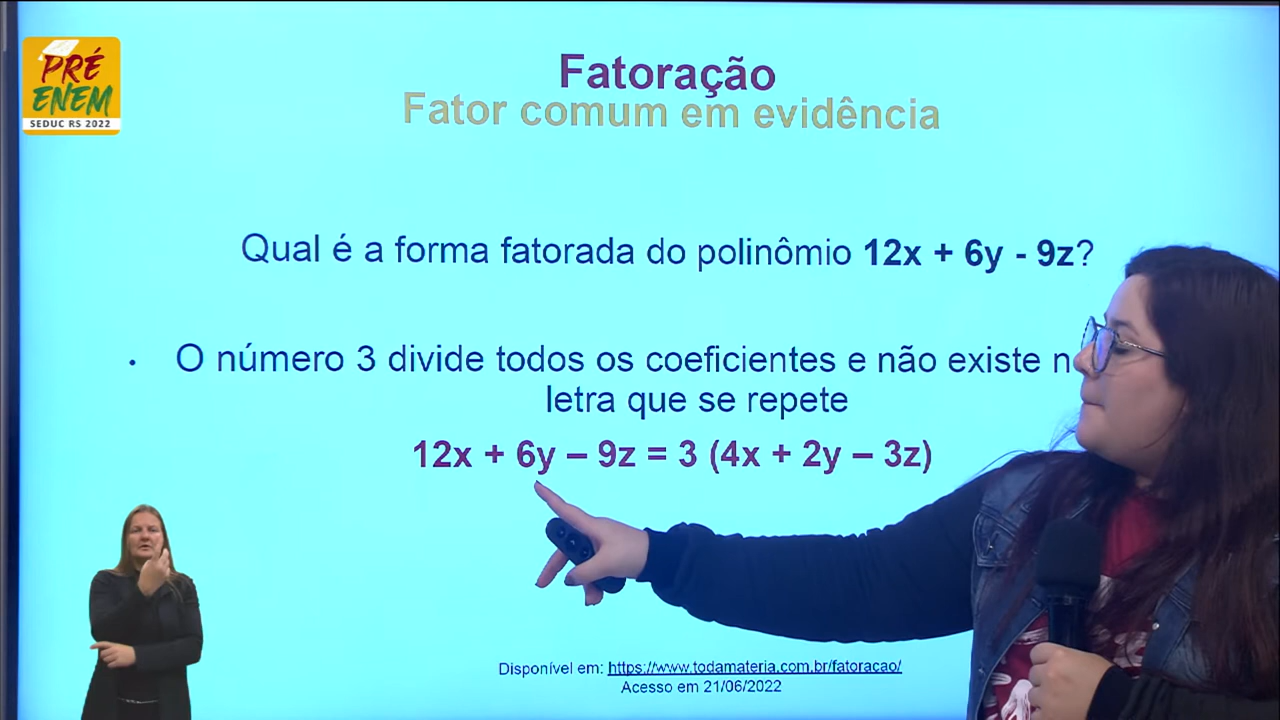 PRÉ
ENEM
SEDUC RS 2022
Fatoração
Fator comum em evidência
Qual é a forma fatorada do polinômio 12x + 6y - 9z?
• O número 3 divide todos os coeficientes e não existe
letra que se repete
12x + 6y – 9z = 3 (4x + 2y – 3z)
Disponível em: https://www.todamateria.com.br/fatoracao/
Acesso em 21/06/2022